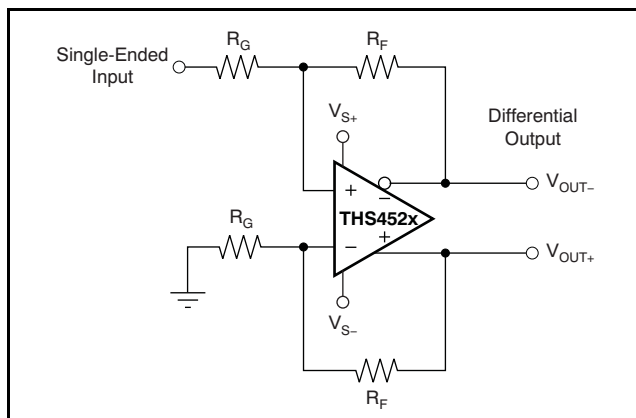 Single-Ended
Input
R_G
R_F
V_S+
Differential
Output
+
−
V_OUT−
THS452x
R_G
−
+
V_OUT+
V_S−
R_F